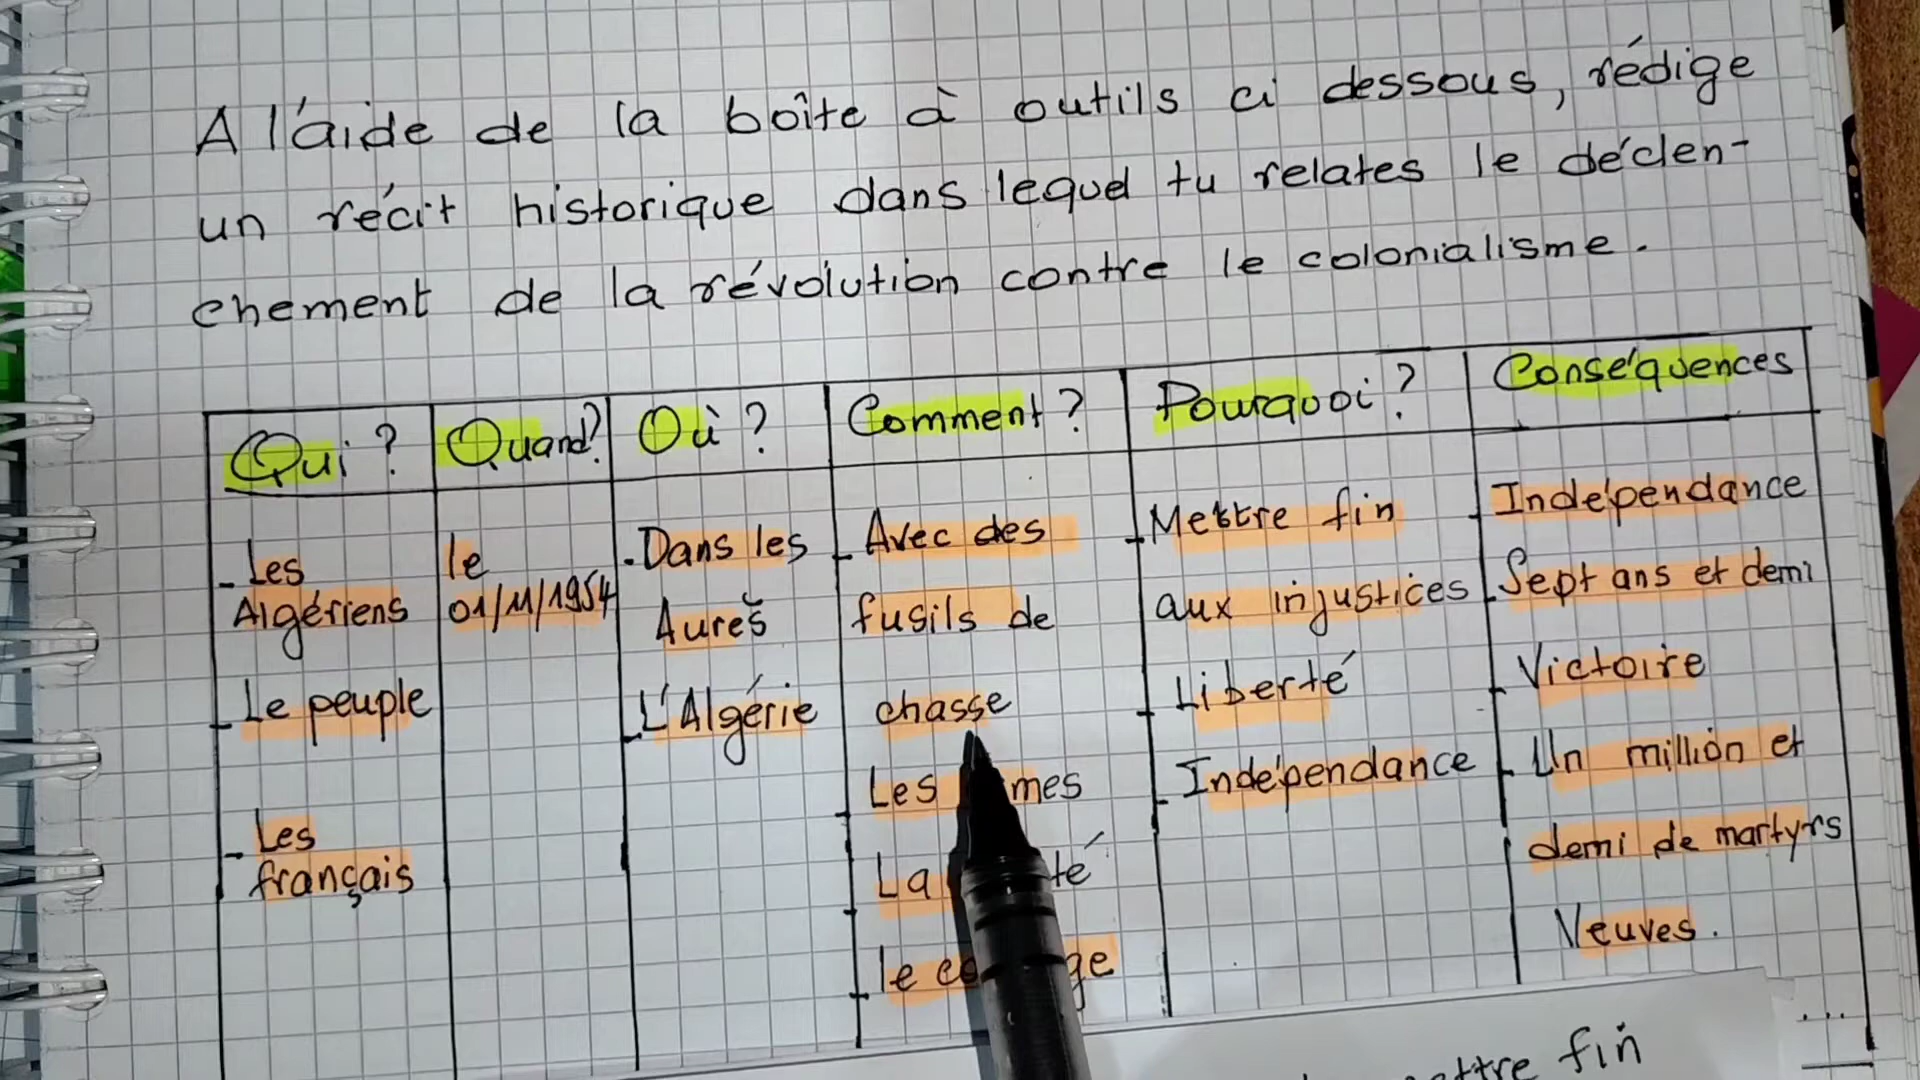 A l'aide de la boîte à outils ci dessous, rédige
un récit historique dans lequel tu relates le déclen-
chement de la révolution contre le colonialisme.
Qui ?
Quand?
Où ?
Comment ?
Pourquoi ?
Conséquences
- Les
Algériens
- Le peuple
- Les
français
le
01/11/1954
- Dans les
Aurès
- L'Algérie
- Avec des
fusils de
chasse
- Les
- La
- le
- Mettre fin
aux injustices
- Liberté
- Indépendance
- Indépendance
- Sept ans et demi
- Victoire
- Un million et
demi de martyrs
Veuves.
...
fin